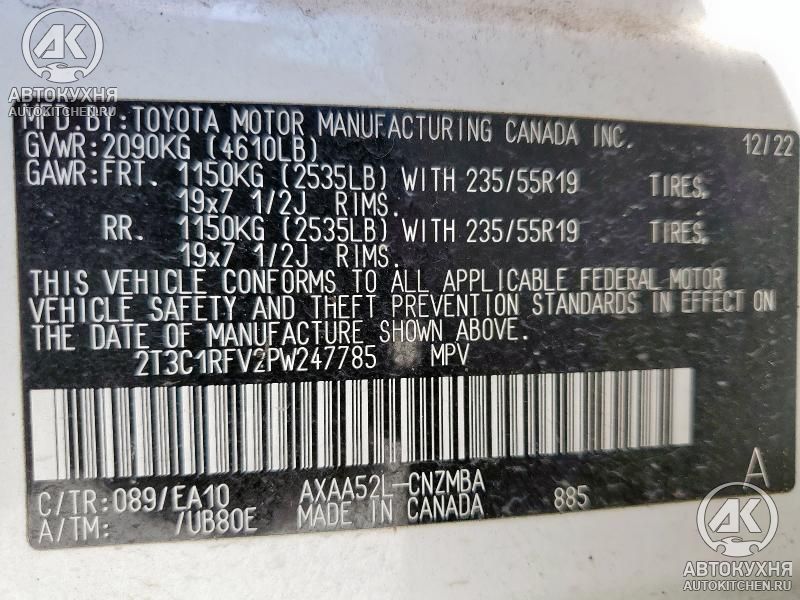 AK
АВТОКУХНЯ
AUTOKITCHEN.RU
MFD.BY:TOYOTA MOTOR MANUFACTURING CANADA INC.
GVWR:2090KG (4610LB) 12/22
GAWR:FRT. 1150KG (2535LB) WITH 235/55R19 TIRES,
19x7 1/2J RIMS.
RR. 1150KG (2535LB) WITH 235/55R19 TIRES,
19x7 1/2J RIMS.
THIS VEHICLE CONFORMS TO ALL APPLICABLE FEDERAL MOTOR
VEHICLE SAFETY AND THEFT PREVENTION STANDARDS IN EFFECT ON
THE DATE OF MANUFACTURE SHOWN ABOVE.
2T3C1RFV2PW247785 MPV
A
C/TR:089/EA10 AXAA52L-CNZMBA 885
A/TM: /UB80E MADE IN CANADA
AK
АВТОКУХНЯ
AUTOKITCHEN.RU